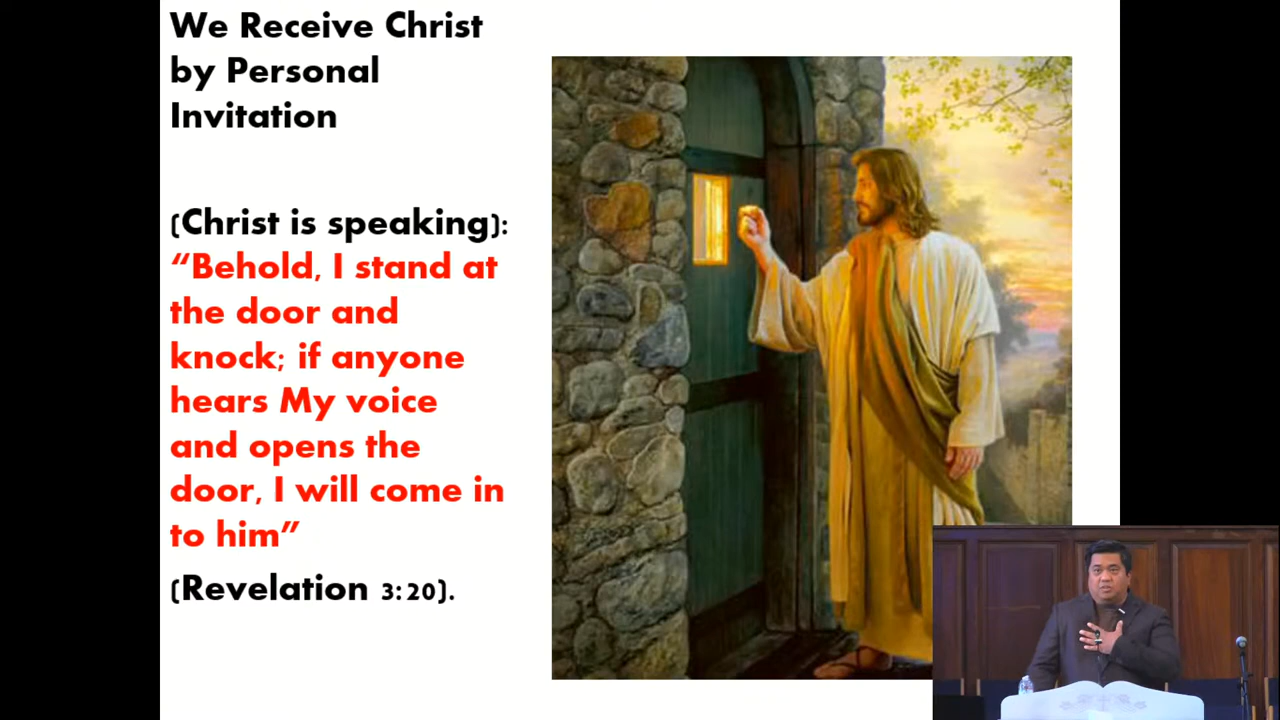 We Receive Christ
by Personal
Invitation
(Christ is speaking):
“Behold, I stand at
the door and
knock; if anyone
hears My voice
and opens the
door, I will come in
to him”
(Revelation 3:20).